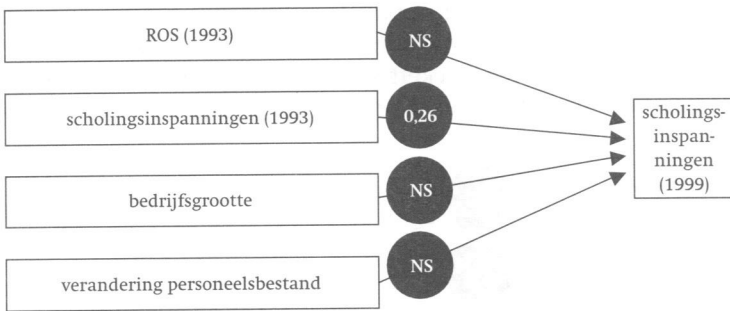 ROS (1993)
NS
scholingsinspanningen (1993)
0,26
bedrijfsgrootte
NS
verandering personeelsbestand
NS
scholings-
inspan-
ningen
(1999)